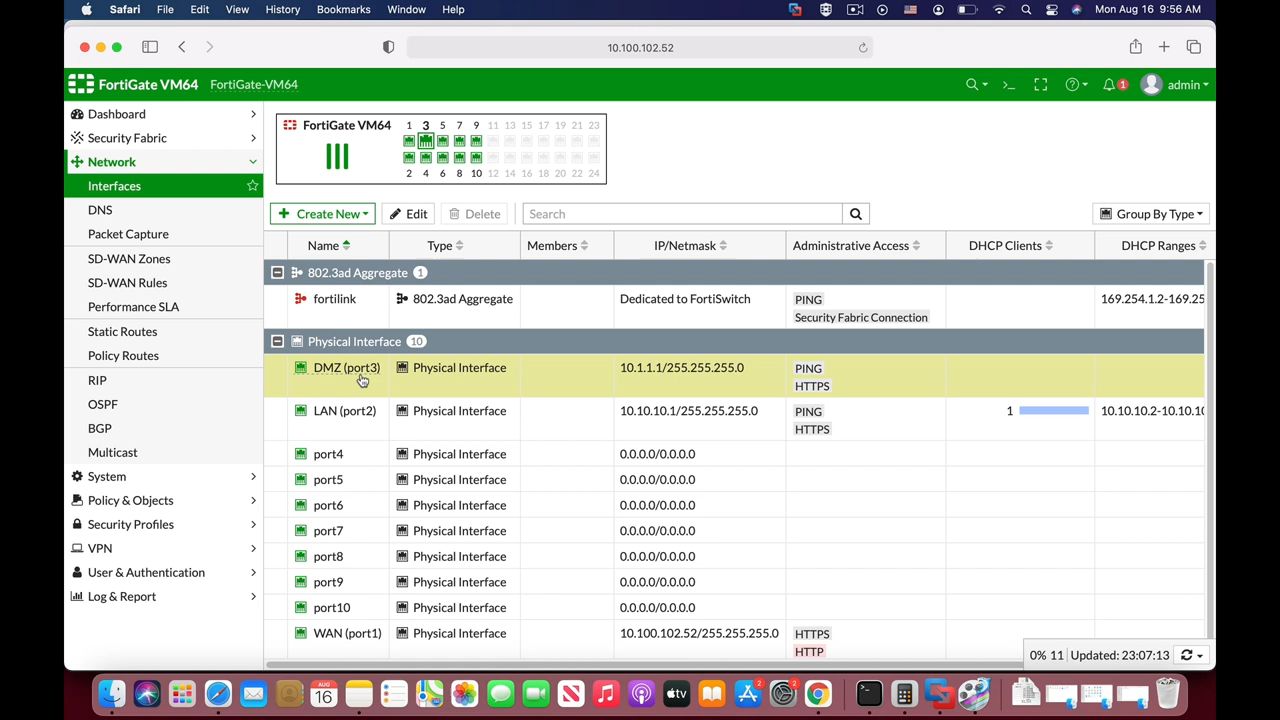 Safari File Edit View History Bookmarks Window Help Mon Aug 16 9:56 AM
10.100.102.52
FortiGate VM64 FortiGate-VM64 1 admin
Dashboard
Security Fabric
Network
Interfaces
DNS
Packet Capture
SD-WAN Zones
SD-WAN Rules
Performance SLA
Static Routes
Policy Routes
RIP
OSPF
BGP
Multicast
System
Policy & Objects
Security Profiles
VPN
User & Authentication
Log & Report
FortiGate VM64 1 3 5 7 9 11 13 15 17 19 21 23
2 4 6 8 10 12 14 16 18 20 22 24
Create New Edit Delete Search Group By Type
Name Type Members IP/Netmask Administrative Access DHCP Clients DHCP Ranges
802.3ad Aggregate 1
fortilink 802.3ad Aggregate Dedicated to FortiSwitch PING 169.254.1.2-169.25
Security Fabric Connection
Physical Interface 10
DMZ (port3) Physical Interface 10.1.1.1/255.255.255.0 PING
HTTPS
LAN (port2) Physical Interface 10.10.10.1/255.255.255.0 PING 1 10.10.10.2-10.10.10
HTTPS
port4 Physical Interface 0.0.0.0/0.0.0.0
port5 Physical Interface 0.0.0.0/0.0.0.0
port6 Physical Interface 0.0.0.0/0.0.0.0
port7 Physical Interface 0.0.0.0/0.0.0.0
port8 Physical Interface 0.0.0.0/0.0.0.0
port9 Physical Interface 0.0.0.0/0.0.0.0
port10 Physical Interface 0.0.0.0/0.0.0.0
WAN (port1) Physical Interface 10.100.102.52/255.255.255.0 HTTPS
HTTP
0% 11 Updated: 23:07:13
AUG
16
tv
2
2